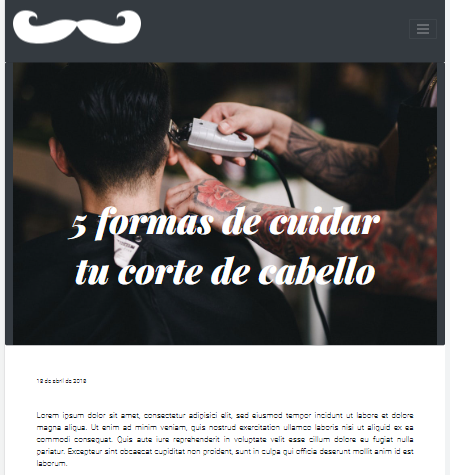 5 formas de cuidar
tu corte de cabello
18 de abril de 2018
Lorem ipsum dolor sit amet, consectetur adipisici elit, sed eiusmod tempor incidunt ut labore et dolore
magna aliqua. Ut enim ad minim veniam, quis nostrud exercitation ullamco laboris nisi ut aliquid ex ea
commodi consequat. Quis aute iure reprehenderit in voluptate velit esse cillum dolore eu fugiat nulla
pariatur. Excepteur sint obcaecat cupiditat non proident, sunt in culpa qui officia deserunt mollit anim id est
laborum.